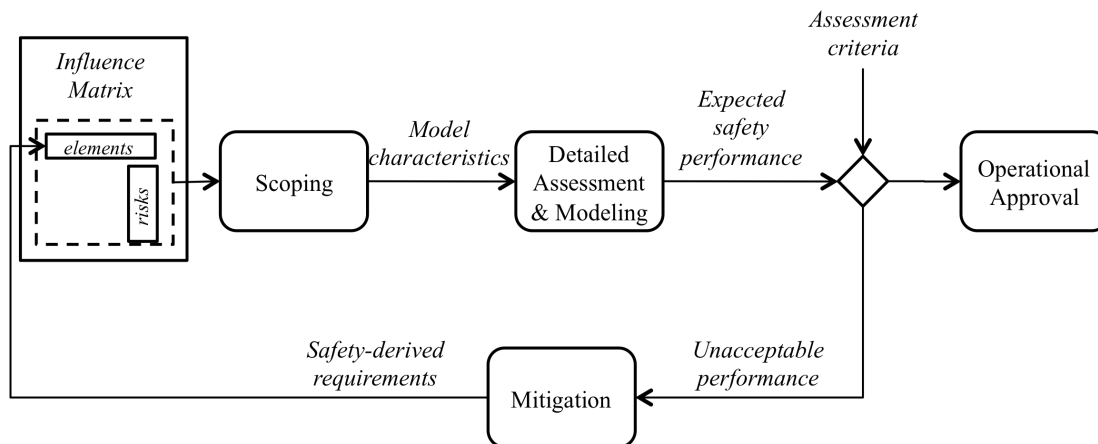 Influence
Matrix
elements
risks
Scoping
Model
characteristics
Detailed
Assessment
& Modeling
Expected
safety
performance
Assessment
criteria
Operational
Approval
Safety-derived
requirements
Mitigation
Unacceptable
performance